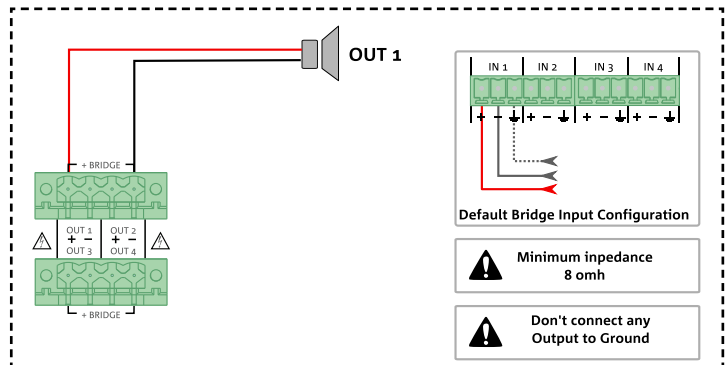 OUT 1
+ BRIDGE
OUT 1 OUT 2
+ - + -
OUT 3 OUT 4
+ BRIDGE
IN 1 IN 2 IN 3 IN 4
+ - + - + - + -
Default Bridge Input Configuration
Minimum inpedance
8 omh
Don't connect any
Output to Ground